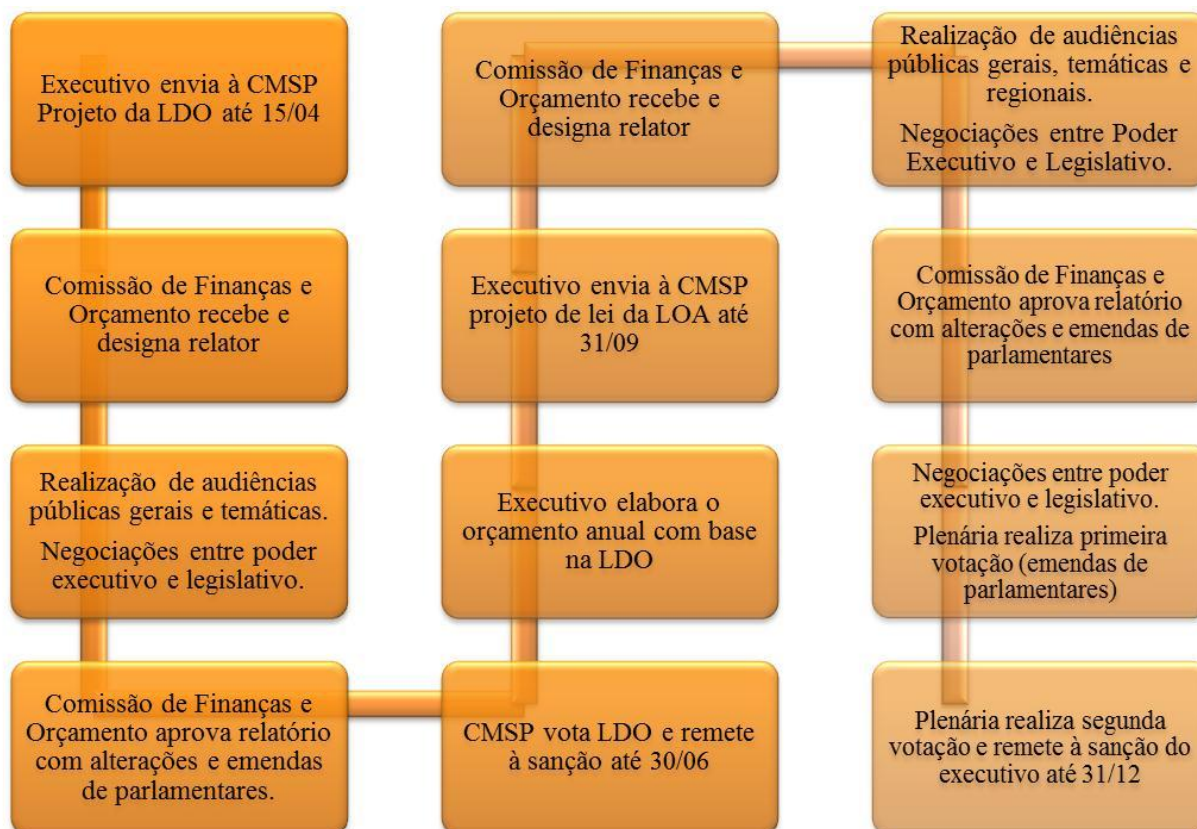 Executivo envia à CMSP
Projeto da LDO até 15/04
Comissão de Finanças e
Orçamento recebe e
designa relator
Realização de audiências
públicas gerais e temáticas.
Negociações entre poder
executivo e legislativo.
Comissão de Finanças e
Orçamento aprova relatório
com alterações e emendas
de parlamentares.
CMSP vota LDO e remete
à sanção até 30/06
Executivo elabora o
orçamento anual com base
na LDO
Executivo envia à CMSP
projeto de lei da LOA até
31/09
Comissão de Finanças e
Orçamento recebe e
designa relator
Realização de audiências
públicas gerais, temáticas e
regionais.
Negociações entre Poder
Executivo e Legislativo.
Comissão de Finanças e
Orçamento aprova relatório
com alterações e emendas de
parlamentares
Negociações entre poder
executivo e legislativo.
Plenária realiza primeira
votação (emendas de
parlamentares)
Plenária realiza segunda
votação e remete à sanção do
executivo até 31/12